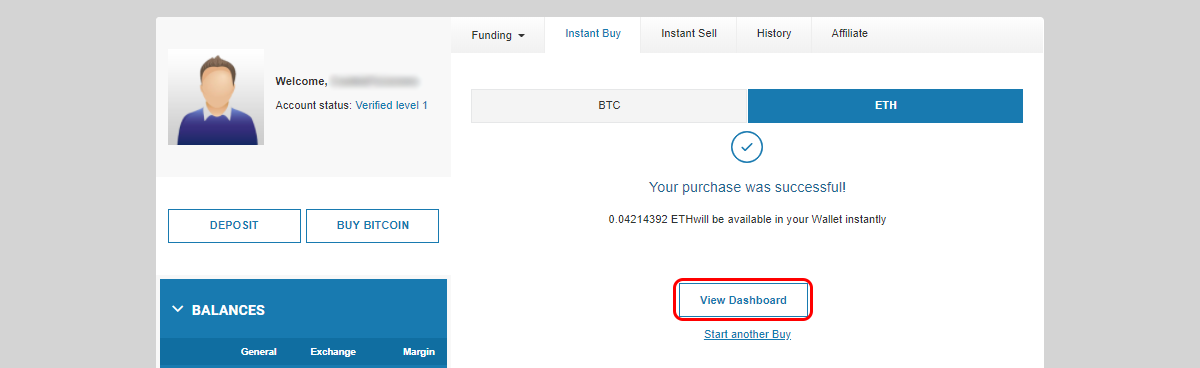 Funding
Instant Buy
Instant Sell
History
Affiliate
Welcome,
Account status: Verified level 1
BTC
ETH
Your purchase was successful!
0.04214392 ETHwill be available in your Wallet instantly
DEPOSIT
BUY BITCOIN
View Dashboard
Start another Buy
BALANCES
General
Exchange
Margin